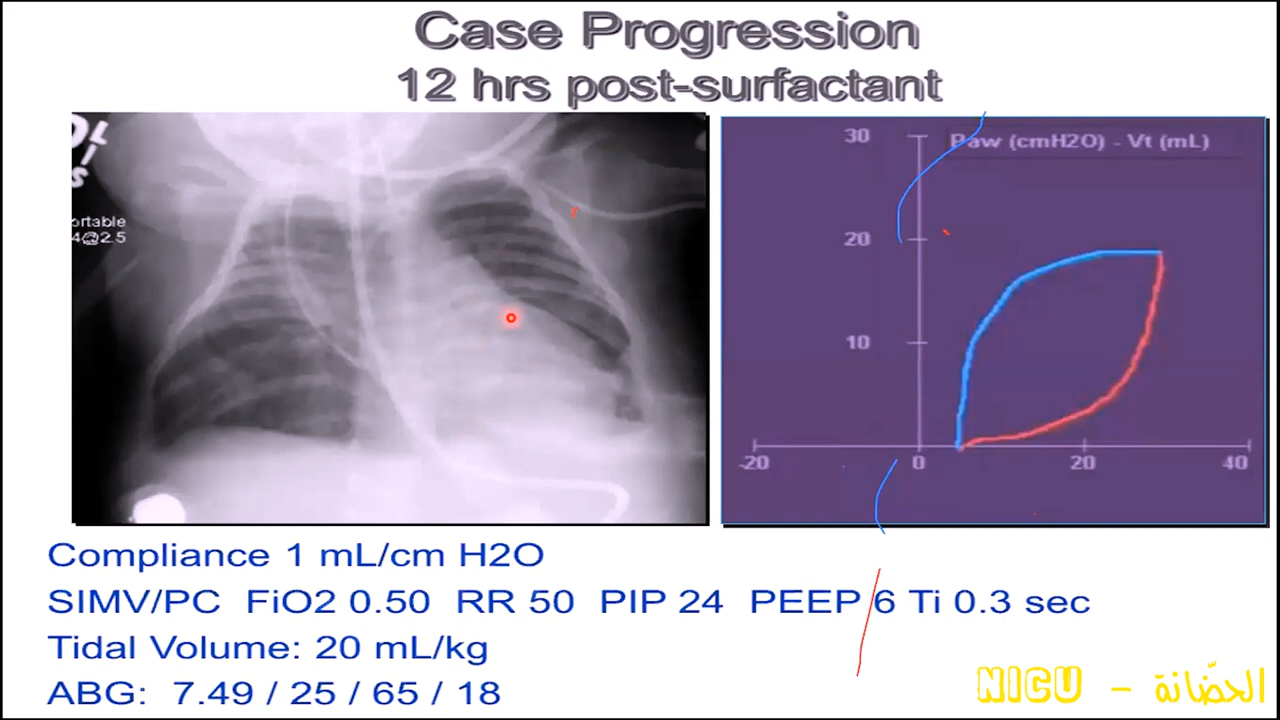 Case Progression
12 hrs post-surfactant
ortable
4@2.5
Paw (cmH2O) - Vt (mL)
30
20
10
-20 0 20 40
Compliance 1 mL/cm H2O
SIMV/PC FiO2 0.50 RR 50 PIP 24 PEEP 6 Ti 0.3 sec
Tidal Volume: 20 mL/kg
ABG: 7.49 / 25 / 65 / 18
NICU - الحضّانة